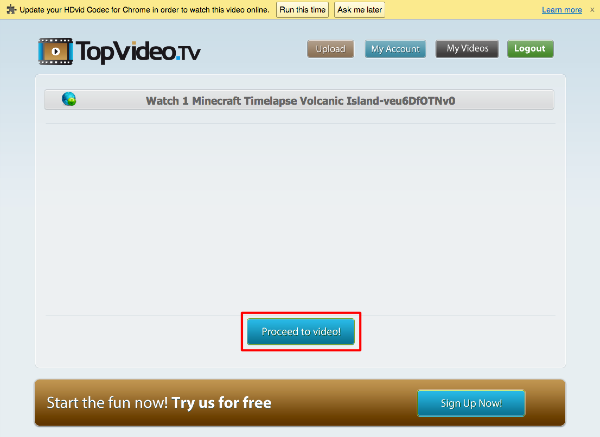 Update your HDvid Codec for Chrome in order to watch this video online. Run this time Ask me later Learn more ×
TopVideo.TV Upload My Account My Videos Logout
Watch 1 Minecraft Timelapse Volcanic Island-veu6DfOTNv0
Proceed to video!
Start the fun now! Try us for free Sign Up Now!